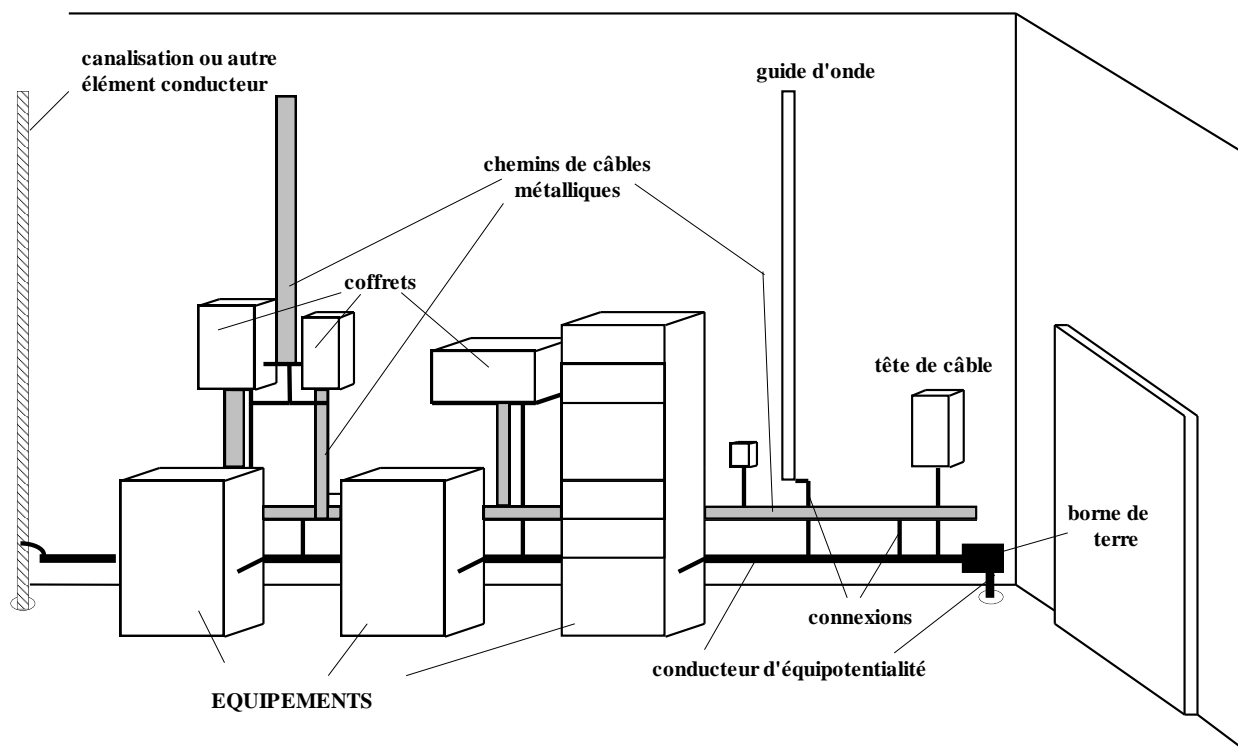 canalisation ou autre
élément conducteur
guide d'onde
chemins de câbles
métalliques
coffrets
tête de câble
borne de
terre
connexions
conducteur d'équipotentialité
EQUIPEMENTS